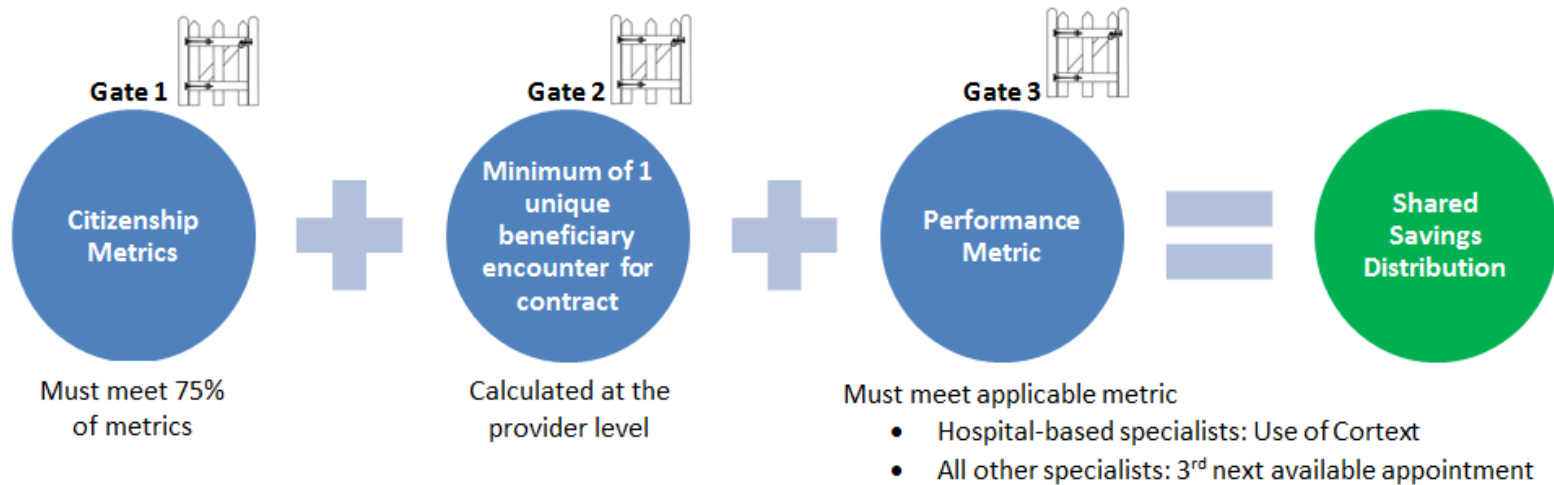 Gate 1
Gate 2
Gate 3
Citizenship
Metrics
Minimum of 1
unique
beneficiary
encounter for
contract
Performance
Metric
Shared
Savings
Distribution
Must meet 75%
of metrics
Calculated at the
provider level
Must meet applicable metric
• Hospital-based specialists: Use of Cortext
• All other specialists: 3rd next available appointment